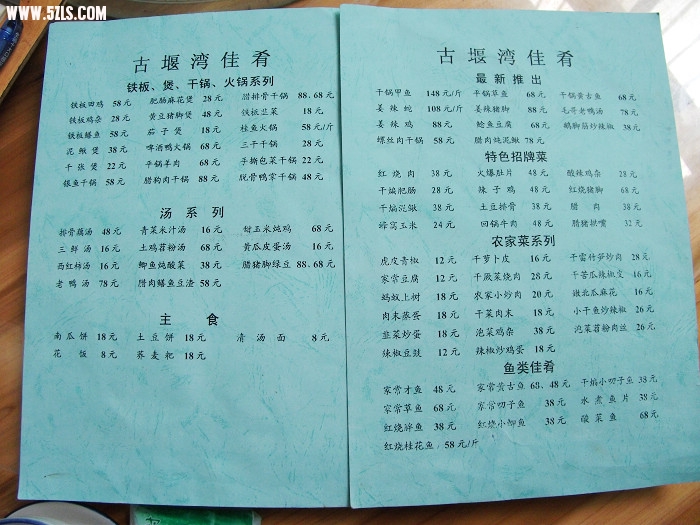 WWW.5ZLS.COM
古堰湾佳肴
铁板、煲、干锅、火锅系列
铁板田鸡 58元 肥肠麻花煲 28元 腊排骨干锅 88、68元
铁板鸡杂 28元 黄豆猪脚煲 48元 铁板韭菜 18元
铁板鳝鱼 58元 茄子煲 18元 桂鱼火锅 58元/斤
泥鳅煲 38元 啤酒鸭火锅 68元 三干干锅 28元
千张煲 22元 平锅羊肉 68元 手撕包菜干锅 22元
银鱼干锅 58元 腊狗肉干锅 88元 脱骨鸭掌干锅 48元
汤系列
排骨藕汤 48元 青菜米汁汤 16元 甜玉米炖鸡 68元
三鲜汤 16元 土鸡苕粉汤 68元 黄瓜皮蛋汤 16元
西红柿汤 16元 鲫鱼炖酸菜 38元 腊猪脚绿豆 88、68元
老鸭汤 78元 腊肉鳝鱼豆渣 58元
主食
南瓜饼 18元 土豆饼 18元 清汤面 8元
花饭 8元 荞麦粑 18元
古堰湾佳肴
最新推出
干锅甲鱼 148元/斤 平锅草鱼 68元 干锅黄古鱼 68元
姜辣蛇 108元/斤 姜辣猪脚 88元 毛哥老鸭汤 78元
姜辣鸡 88元 鲶鱼豆腐 68元 鹅脚筋炒辣椒 38元
螺丝肉干锅 58元 腊肉炖泥鳅 78元
特色招牌菜
红烧肉 38元 火爆肚片 48元 酸辣鸡杂 28元
干煸肥肠 28元 辣子鸡 48元 红烧猪脚 68元
干煸泥鳅 38元 土豆排骨 38元 腊肉 38元
蜂窝玉米 24元 回锅牛肉 48元 腊猪拱嘴 32元
农家菜系列
虎皮青椒 12元 干萝卜皮 16元 干雷竹笋炒肉 28元
家常豆腐 12元 干蕨菜烧肉 28元 干苦瓜辣椒皮 16元
蚂蚁上树 18元 农家小炒肉 20元 嫩北瓜麻花 16元
肉末蒸蛋 18元 干菜肉末 18元 小干鱼炒辣椒 26元
韭菜炒蛋 18元 泡菜鸡杂 38元 泡菜苕粉肉丝 26元
辣椒豆豉 12元 辣椒炒鸡蛋 18元
鱼类佳肴
家常才鱼 48元 家常黄古鱼 68、48元 干煸小叼子鱼 38元
家常草鱼 68元 家常叼子鱼 38元 水煮鱼片 38元
红烧胖鱼 38元 红烧小鲫鱼 38元 酸菜鱼 68元
红烧桂花鱼 58元/斤